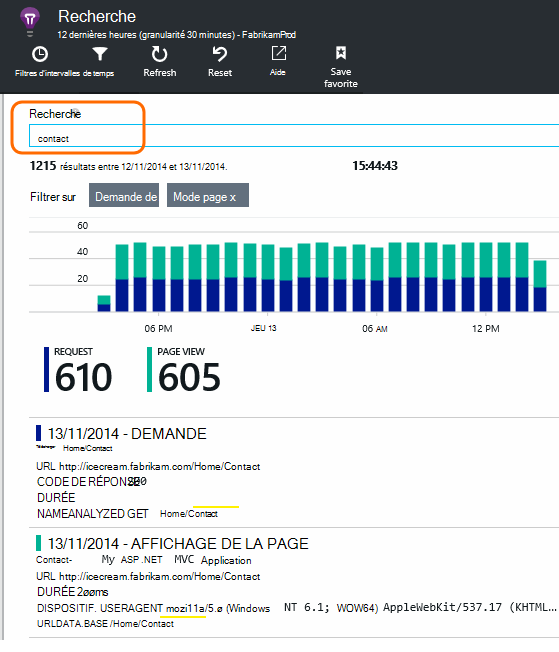 Recherche
12 dernières heures (granularité 30 minutes) - FabrikamProd
Filtres d'intervalles de temps
Refresh
Reset
Aide
Save favorite
Recherche
contact
1215 résultats entre 12/11/2014 et 13/11/2014.
15:44:43
Filtrer sur
Demande de
Mode page x
60
40
20
06 PM
JEU 13
06 AM
12 PM
REQUEST
610
PAGE VIEW
605
13/11/2014 - DEMANDE
Home/Contact
URL http://icecream.fabrikam.com/Home/Contact
CODE DE RÉPONSE 200
DURÉE
NAMEANALYZED GET Home/Contact
13/11/2014 - AFFICHAGE DE LA PAGE
Contact- My ASP .NET MVC Application
URL http://icecream.fabrikam.com/Home/Contact
DURÉE 2øøms
DISPOSITIF. USERAGENT mozi11a/5.ø (Windows NT 6.1; WOW64) AppleWebKit/537.17 (KHTML...
URLDATA.BASE /Home/Contact